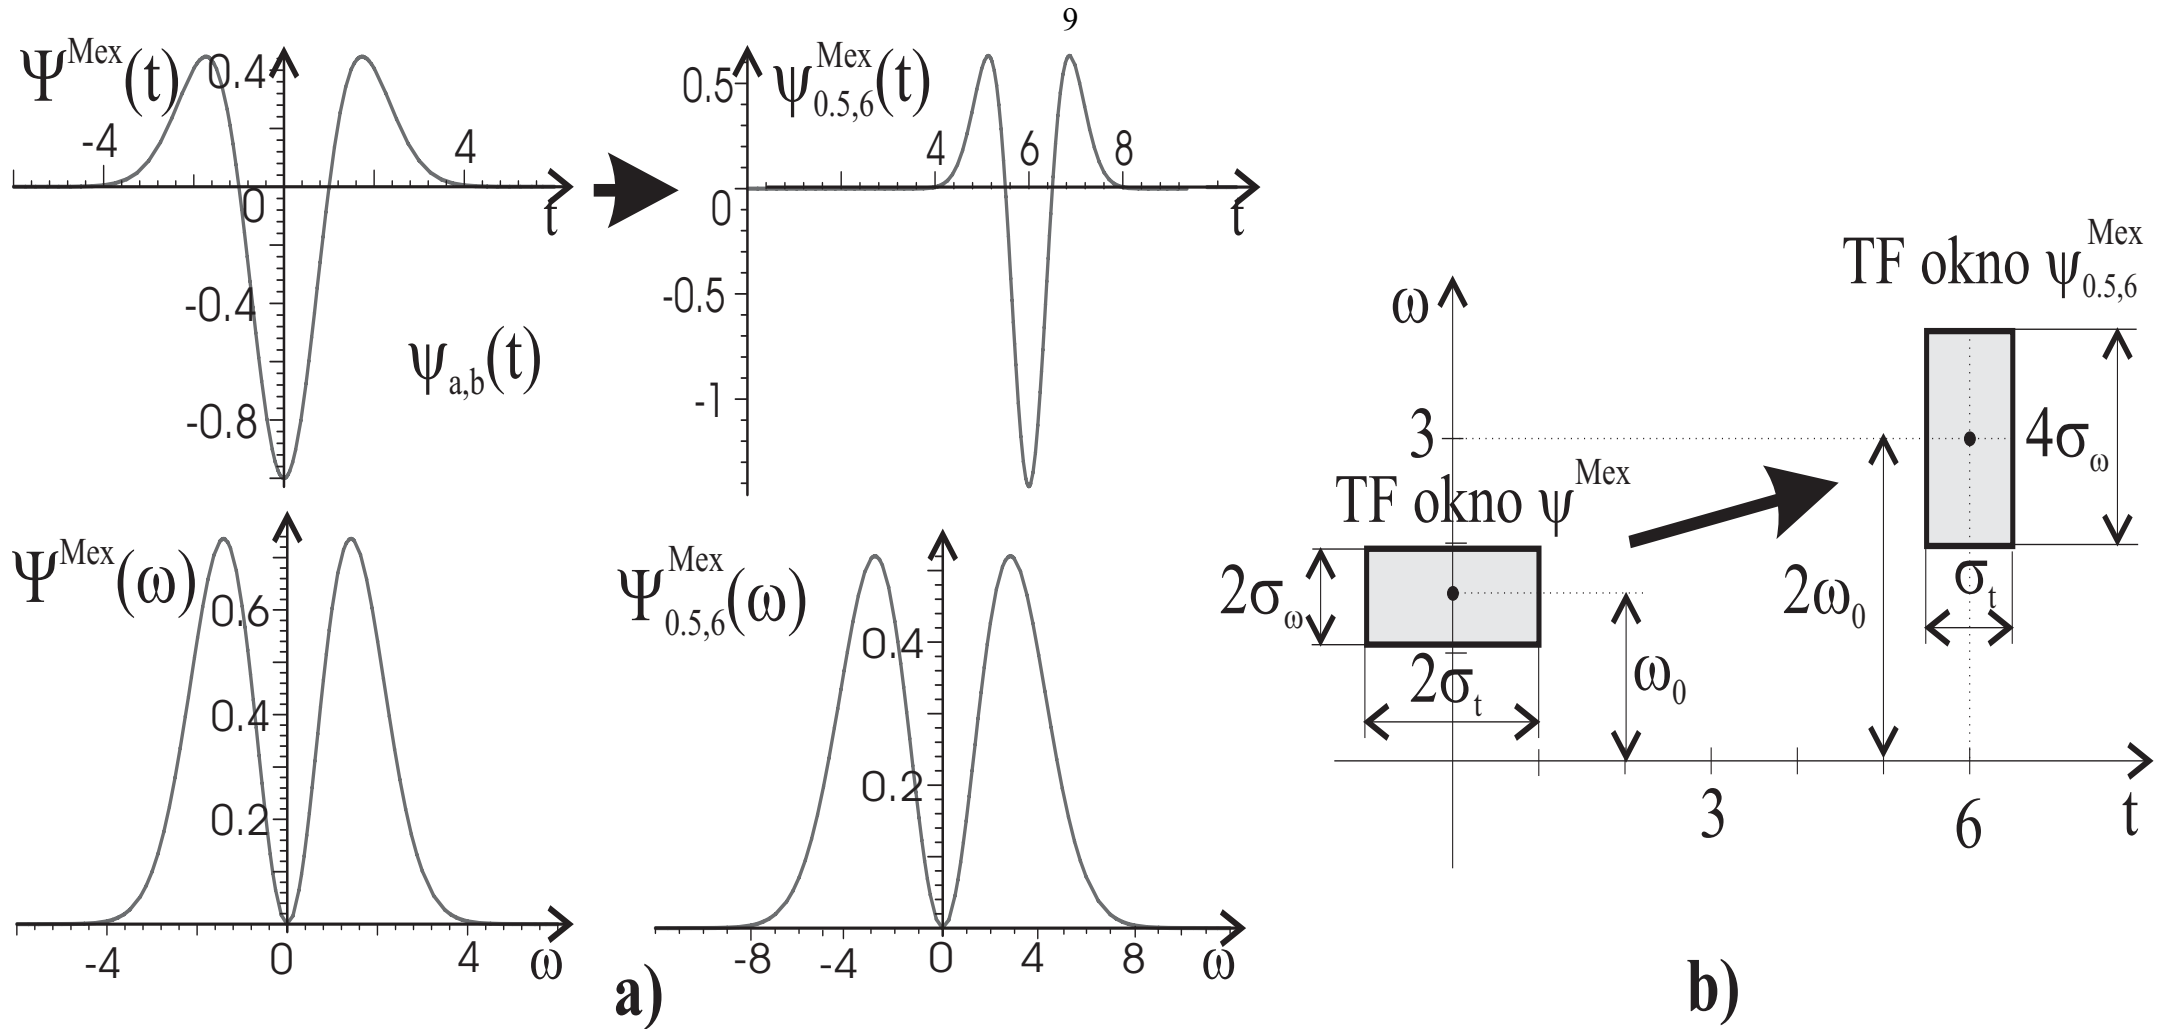 9
Ψ^Mex(t)
0.4
-4
4
0
t
-0.4
-0.8
ψ_a,b(t)
ψ^Mex_0.5,6(t)
0.5
4
6
8
0
t
-0.5
-1
Ψ^Mex(ω)
0.6
0.4
0.2
-4
0
4
ω
Ψ^Mex_0.5,6(ω)
0.4
0.2
-8
-4
0
4
8
ω
a)
TF okno ψ^Mex_0.5,6
ω
3
4σ_ω
TF okno ψ^Mex
2σ_ω
2σ_t
ω_0
2ω_0
σ_t
3
6
t
b)